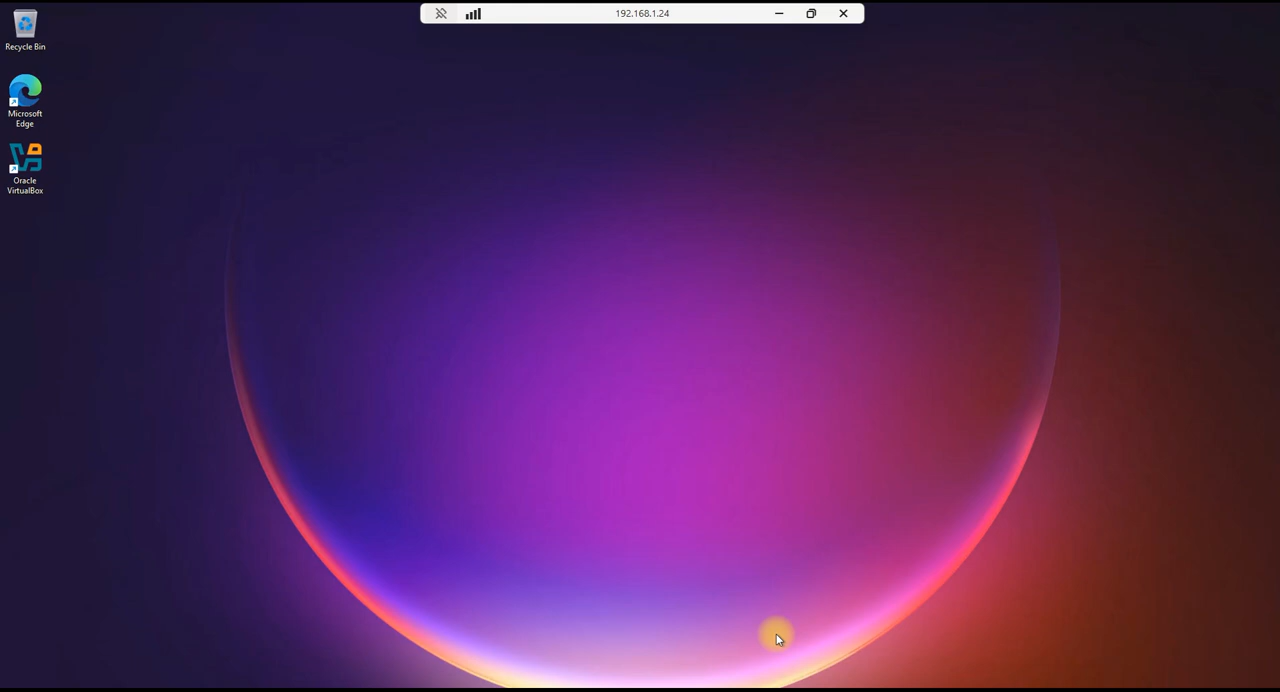 192.168.1.24
Recycle Bin
Microsoft
Edge
Oracle
VirtualBox